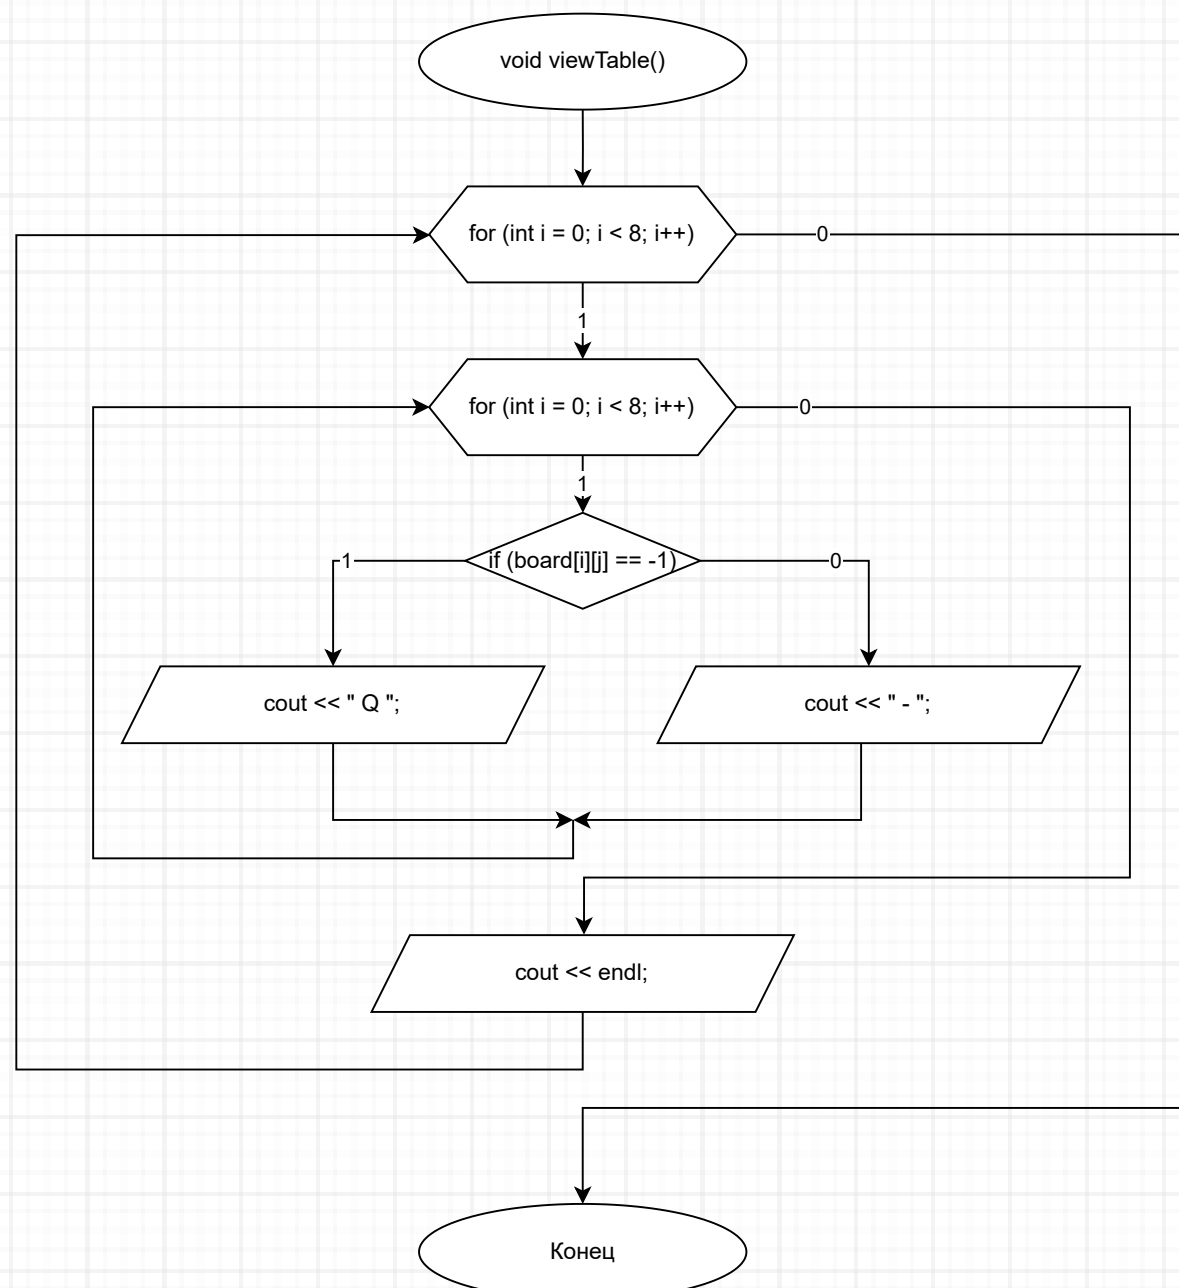 void viewTable()
for (int i = 0; i < 8; i++)
0
1
for (int i = 0; i < 8; i++)
0
1
1
if (board[i][j] == -1)
0
cout << " Q ";
cout << " - ";
cout << endl;
Конец